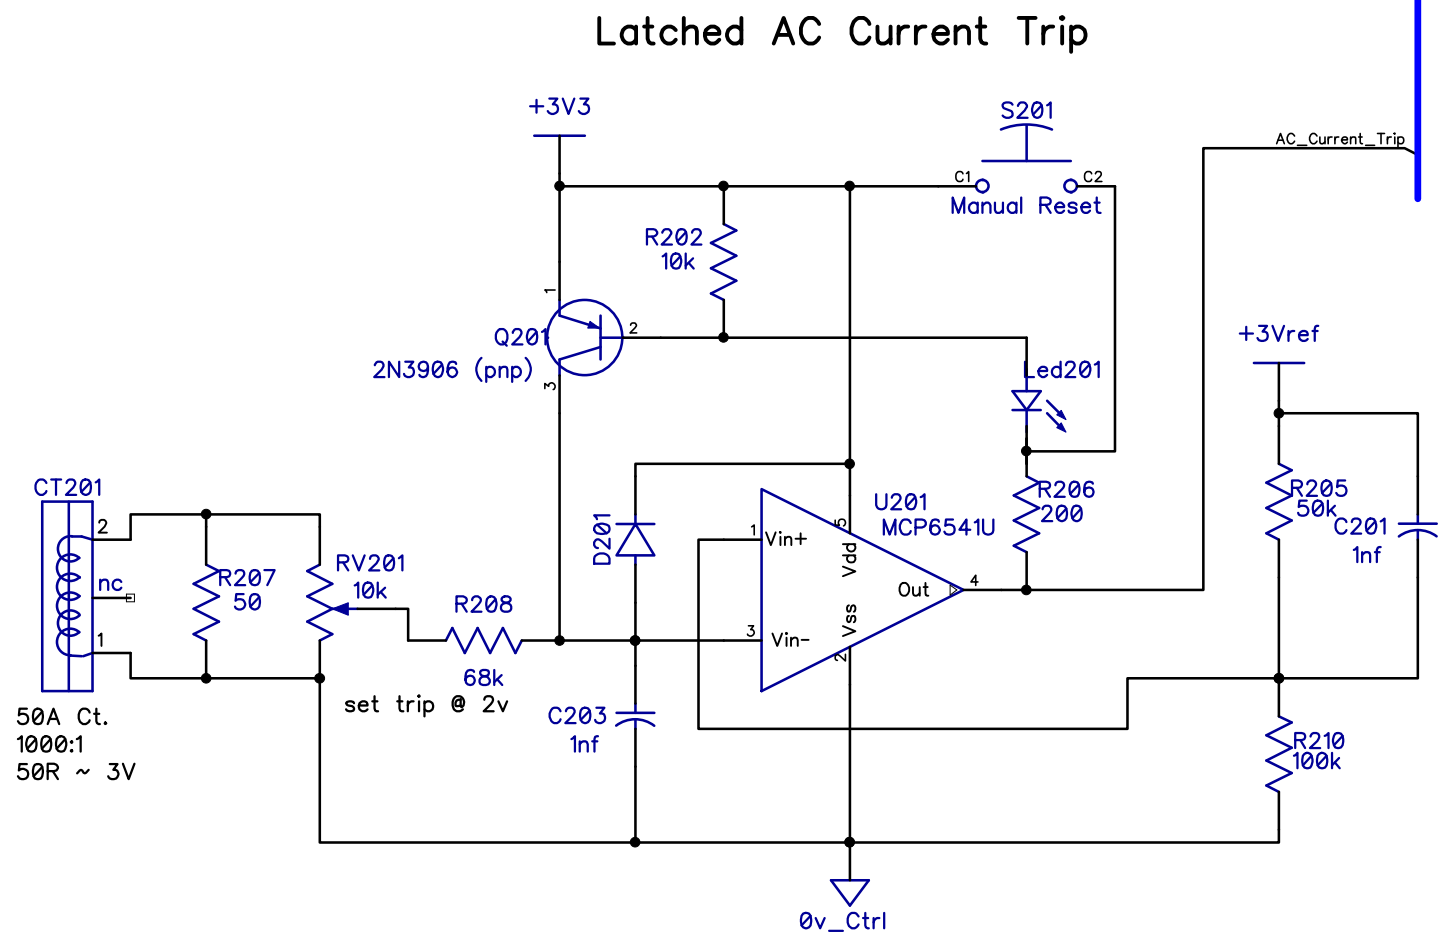 Latched AC Current Trip
+3V3
S201
AC_Current_Trip
C1
C2
Manual Reset
R202
10k
1
Q201
2
2N3906 (pnp)
3
Led201
+3Vref
CT201
2
nc
1
R207
50
RV201
10k
R208
68k
set trip @ 2v
50A Ct.
1000:1
50R ~ 3V
D201
C203
1nf
U201
MCP6541U
1
Vin+
5
Vdd
Out
4
3
Vin-
Vss
2
R206
200
R205
50k
C201
1nf
R210
100k
0v_Ctrl